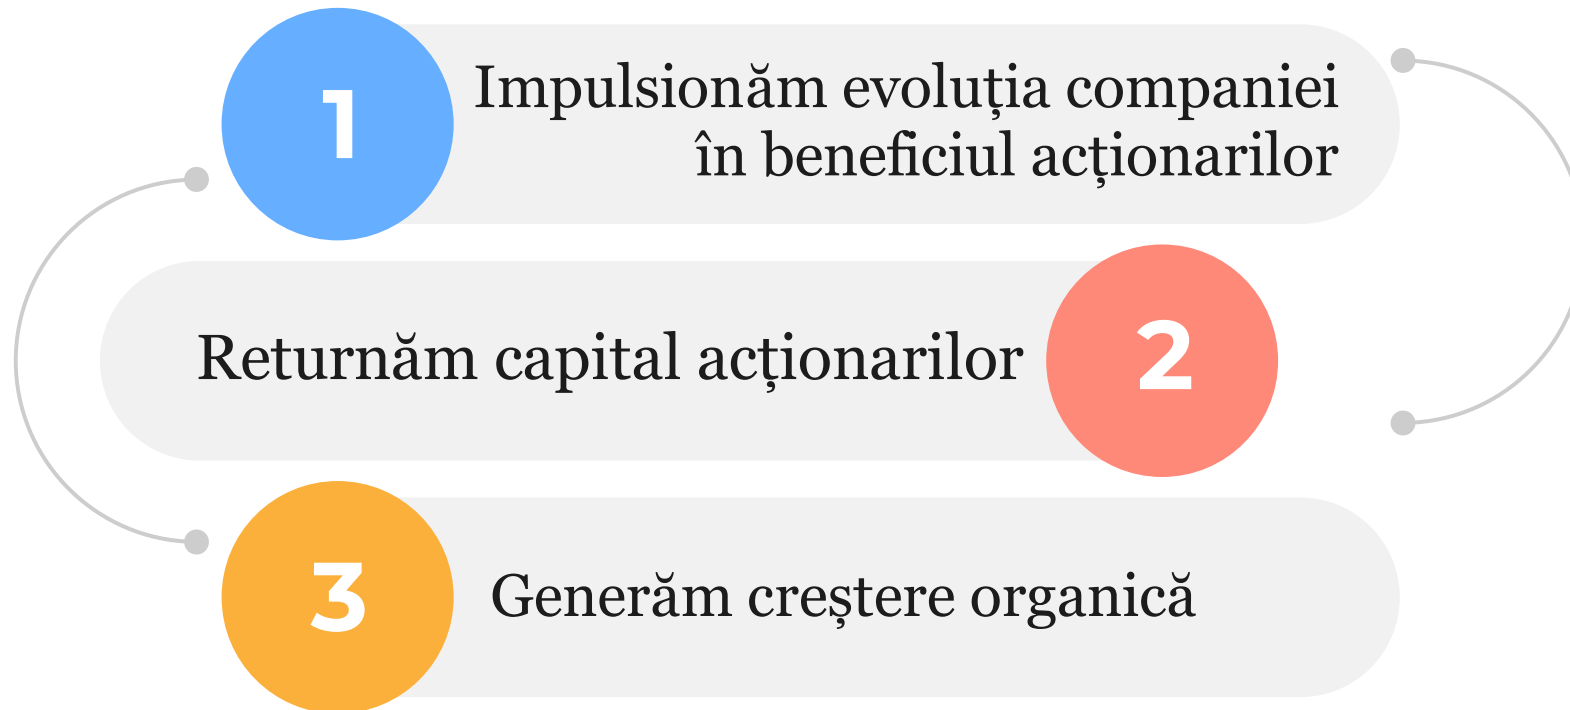 1
Impulsionăm evoluția companiei
în beneficiul acționarilor
Returnăm capital acționarilor
2
3
Generăm creștere organică